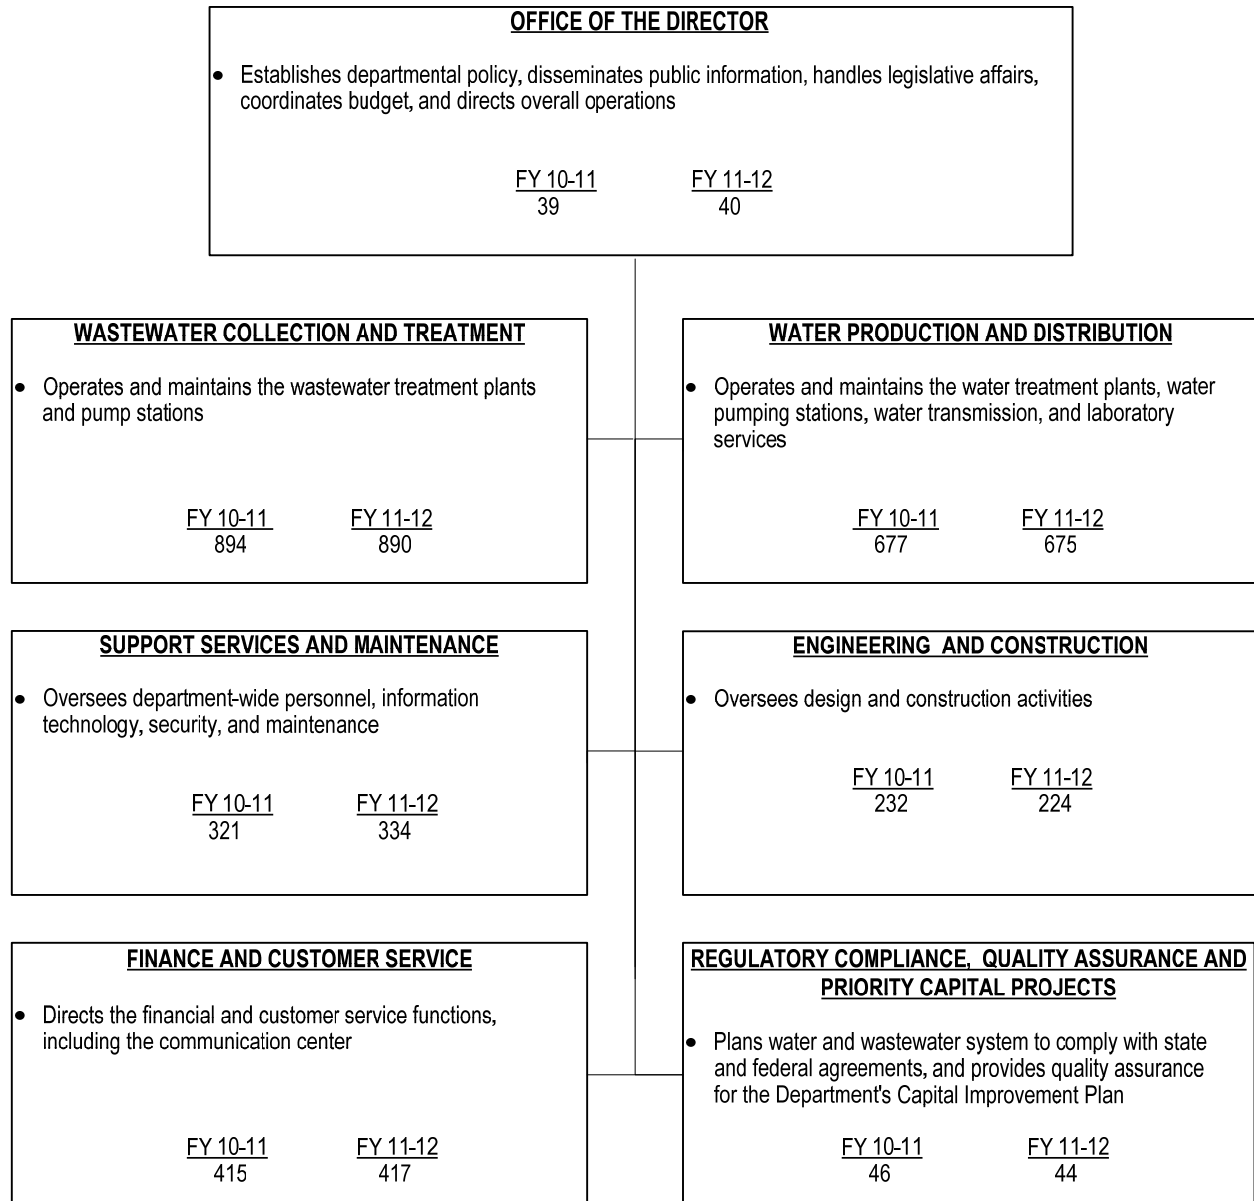 OFFICE OF THE DIRECTOR
• Establishes departmental policy, disseminates public information, handles legislative affairs,
coordinates budget, and directs overall operations
FY 10-11 FY 11-12
39 40
WASTEWATER COLLECTION AND TREATMENT
• Operates and maintains the wastewater treatment plants
and pump stations
FY 10-11 FY 11-12
894 890
WATER PRODUCTION AND DISTRIBUTION
• Operates and maintains the water treatment plants, water
pumping stations, water transmission, and laboratory
services
FY 10-11 FY 11-12
677 675
SUPPORT SERVICES AND MAINTENANCE
• Oversees department-wide personnel, information
technology, security, and maintenance
FY 10-11 FY 11-12
321 334
ENGINEERING AND CONSTRUCTION
• Oversees design and construction activities
FY 10-11 FY 11-12
232 224
FINANCE AND CUSTOMER SERVICE
• Directs the financial and customer service functions,
including the communication center
FY 10-11 FY 11-12
415 417
REGULATORY COMPLIANCE, QUALITY ASSURANCE AND
PRIORITY CAPITAL PROJECTS
• Plans water and wastewater system to comply with state
and federal agreements, and provides quality assurance
for the Department's Capital Improvement Plan
FY 10-11 FY 11-12
46 44